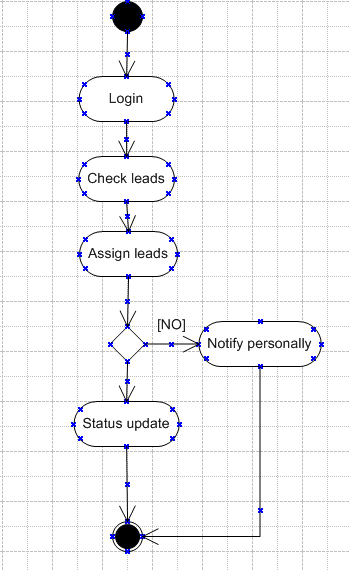 Login
Check leads
Assign leads
[NO]
Notify personally
Status update